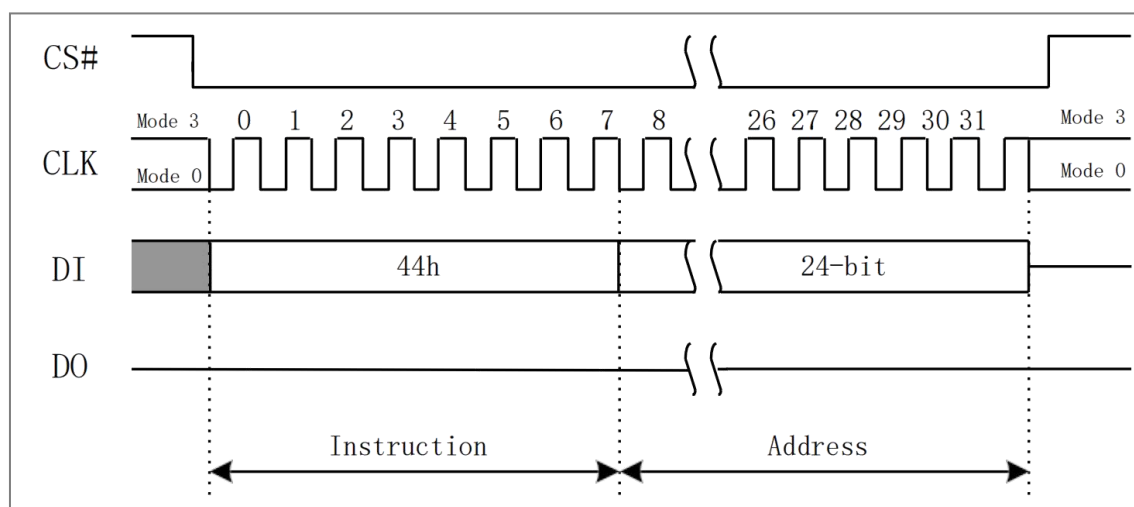 CS#
Mode 3 0 1 2 3 4 5 6 7 8 26 27 28 29 30 31 Mode 3
CLK
Mode 0 Mode 0
DI 44h 24-bit
DO
Instruction Address